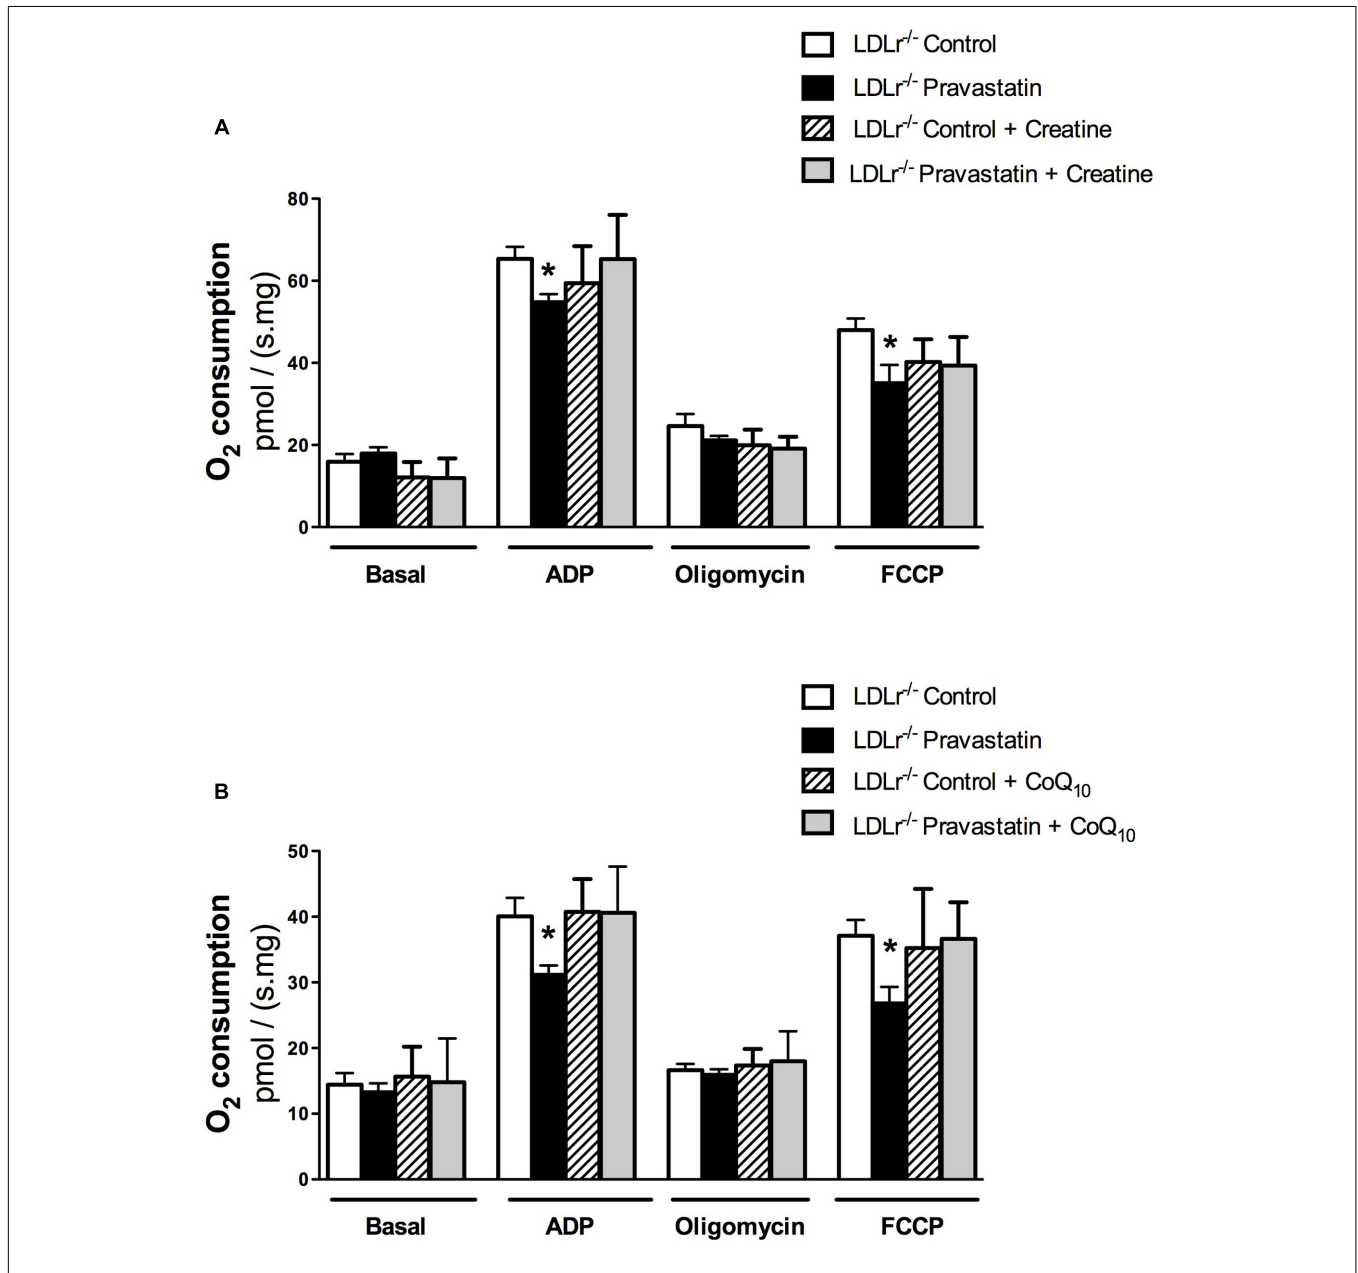 LDLr-/- Control
LDLr-/- Pravastatin
A
LDLr-/- Control + Creatine
LDLr-/- Pravastatin + Creatine
O2 consumption
pmol / (s.mg)
80
60
40
20
0
*
*
Basal
ADP
Oligomycin
FCCP
LDLr-/- Control
LDLr-/- Pravastatin
B
LDLr-/- Control + CoQ10
LDLr-/- Pravastatin + CoQ10
O2 consumption
pmol / (s.mg)
50
40
30
20
10
0
*
*
Basal
ADP
Oligomycin
FCCP